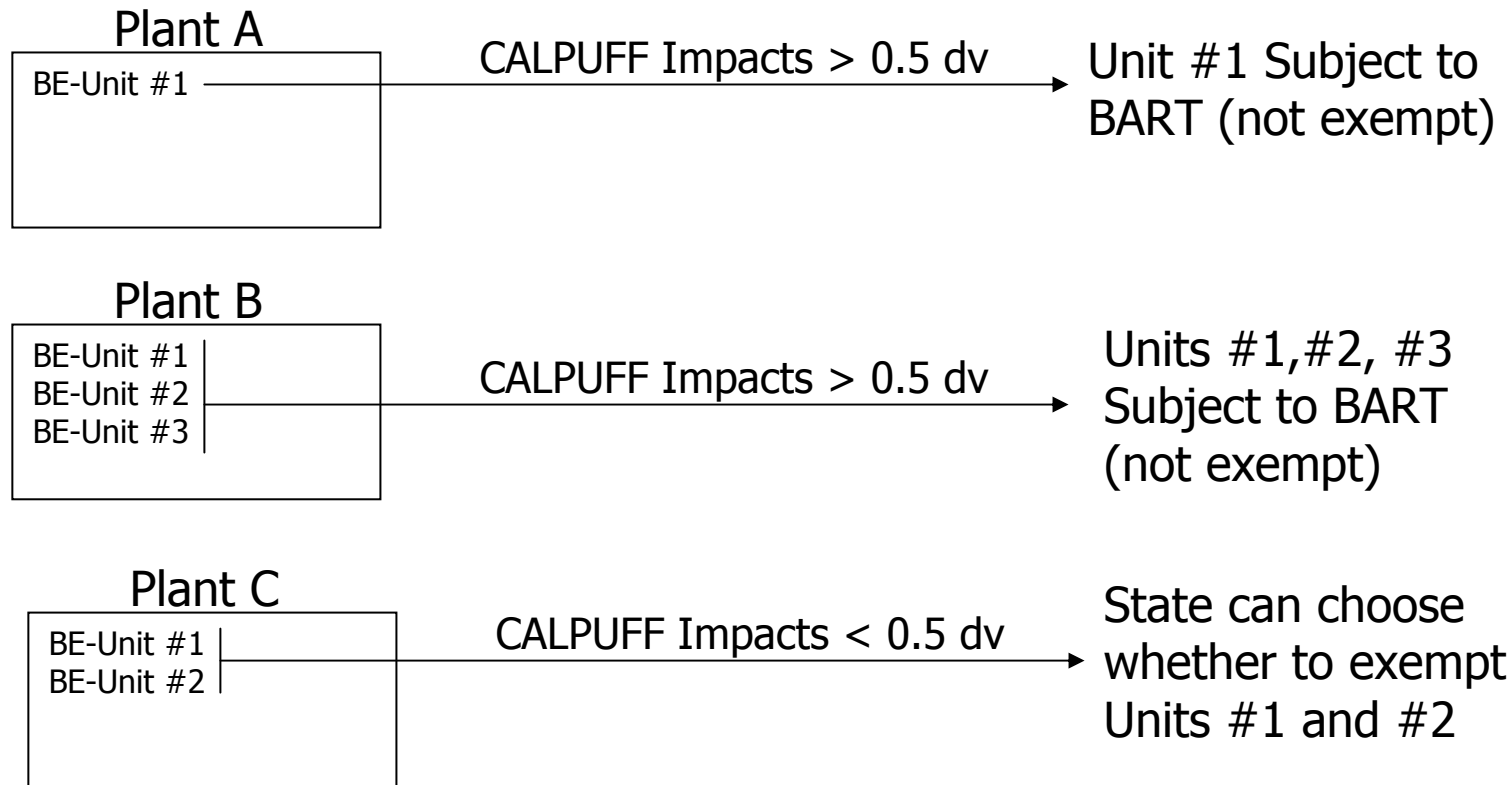 Plant A
BE-Unit #1
CALPUFF Impacts > 0.5 dv
Unit #1 Subject to
BART (not exempt)
Plant B
BE-Unit #1
BE-Unit #2
BE-Unit #3
CALPUFF Impacts > 0.5 dv
Units #1,#2, #3
Subject to BART
(not exempt)
Plant C
BE-Unit #1
BE-Unit #2
CALPUFF Impacts < 0.5 dv
State can choose
whether to exempt
Units #1 and #2